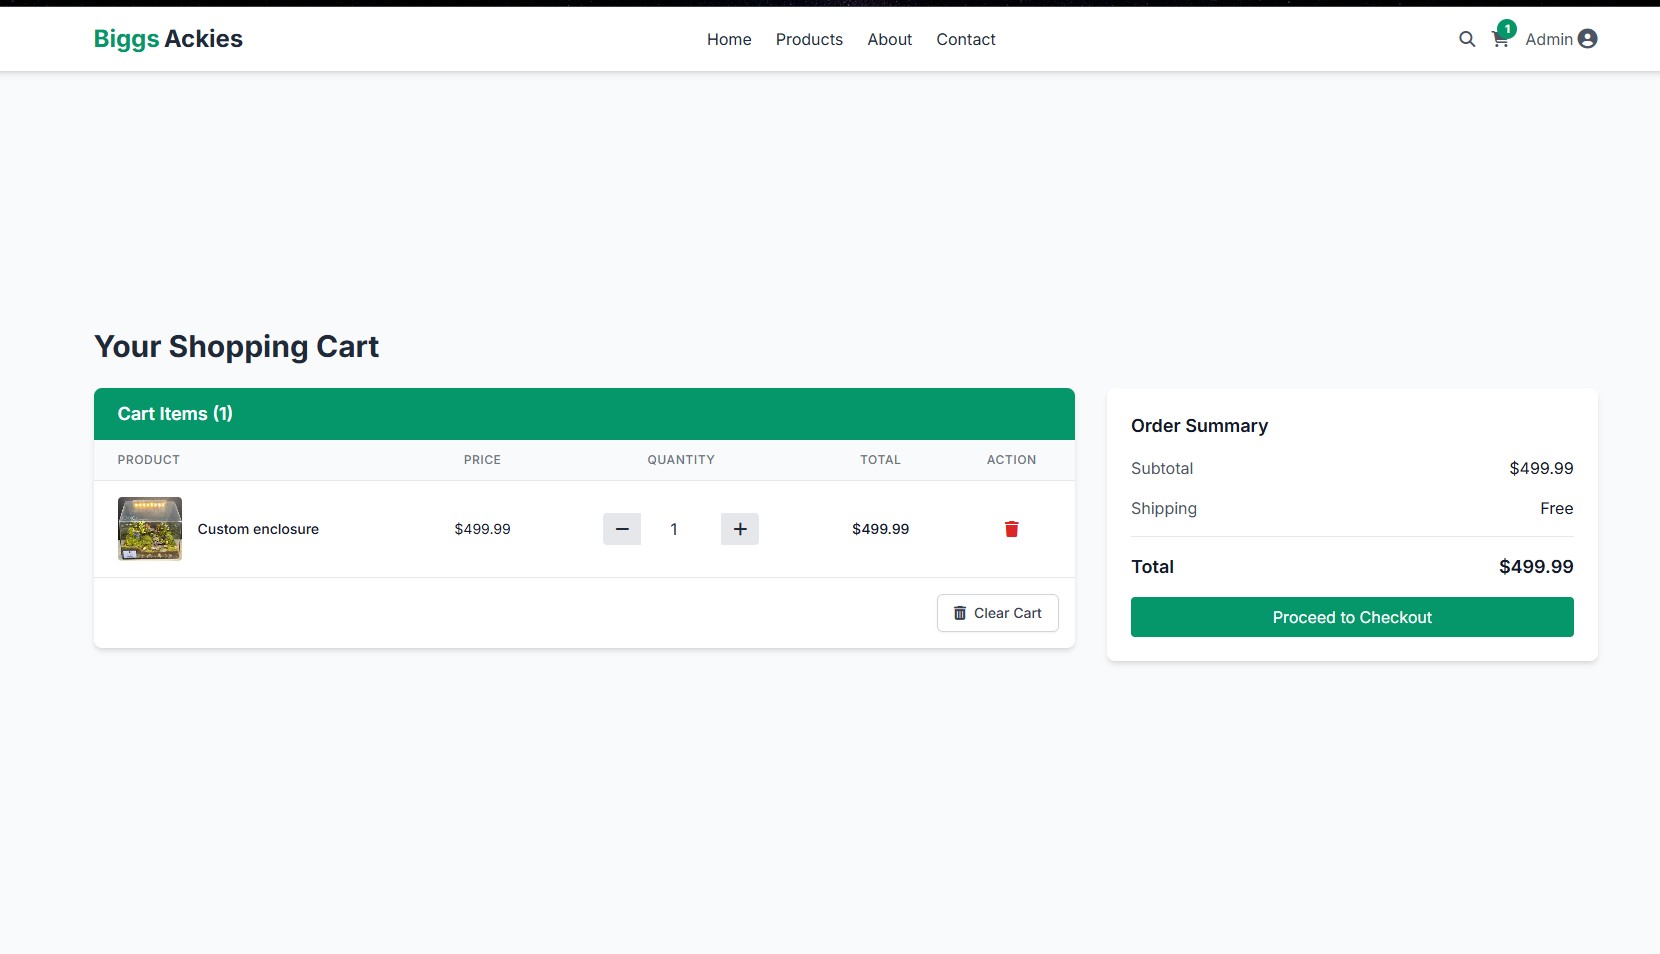 Biggs Ackies
Home Products About Contact
1
Admin
Your Shopping Cart
Cart Items (1)
PRODUCT PRICE QUANTITY TOTAL ACTION
Custom enclosure $499.99 − 1 + $499.99
Clear Cart
Order Summary
Subtotal $499.99
Shipping Free
Total $499.99
Proceed to Checkout